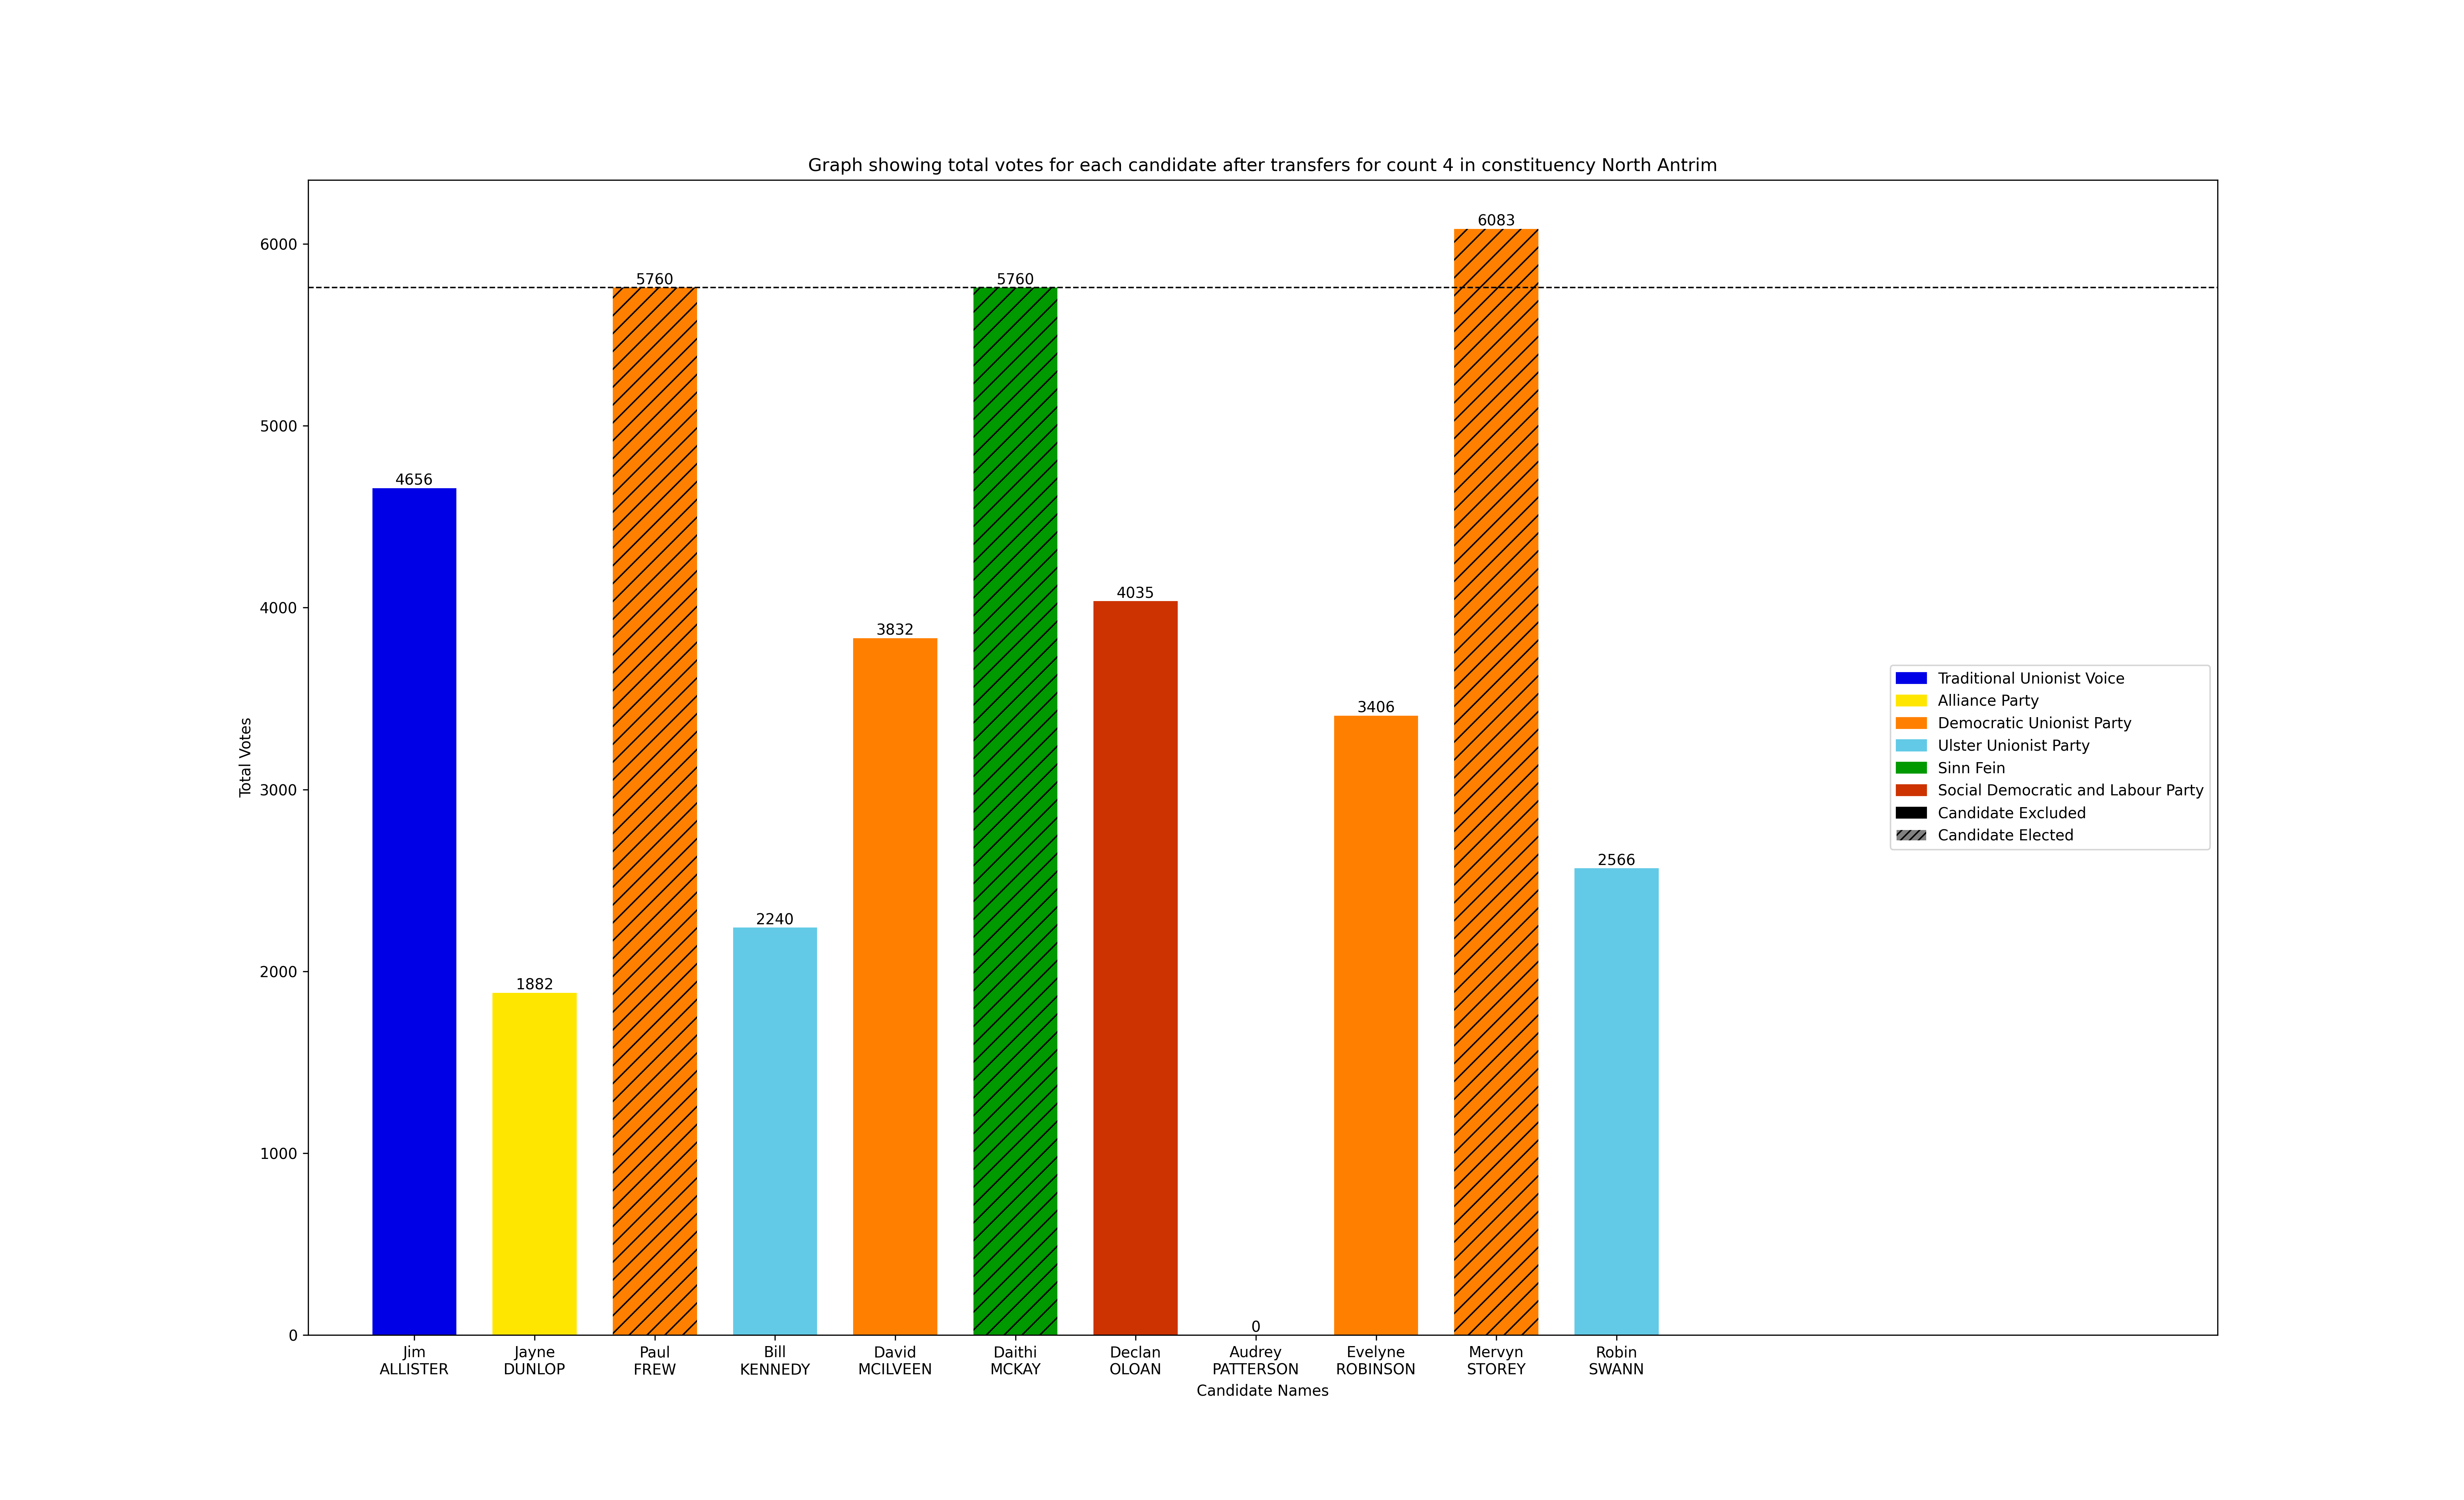 Graph showing total votes for each candidate after transfers for count 4 in constituency North Antrim
Total Votes
6000
5000
4000
3000
2000
1000
0
4656
1882
5760
2240
3832
5760
4035
0
3406
6083
2566
Jim
ALLISTER
Jayne
DUNLOP
Paul
FREW
Bill
KENNEDY
David
MCILVEEN
Daithi
MCKAY
Declan
OLOAN
Audrey
PATTERSON
Evelyne
ROBINSON
Mervyn
STOREY
Robin
SWANN
Candidate Names
Traditional Unionist Voice
Alliance Party
Democratic Unionist Party
Ulster Unionist Party
Sinn Fein
Social Democratic and Labour Party
Candidate Excluded
Candidate Elected